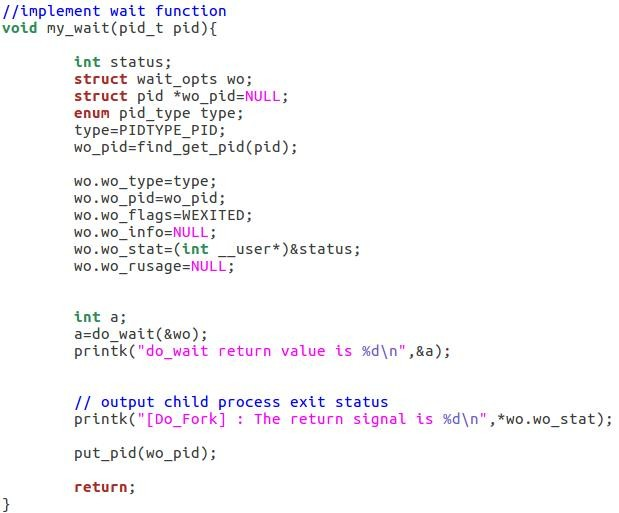 //implement wait function
void my_wait(pid_t pid){
int status;
struct wait_opts wo;
struct pid *wo_pid=NULL;
enum pid_type type;
type=PIDTYPE_PID;
wo_pid=find_get_pid(pid);
wo.wo_type=type;
wo.wo_pid=wo_pid;
wo.wo_flags=WEXITED;
wo.wo_info=NULL;
wo.wo_stat=(int __user*)&status;
wo.wo_rusage=NULL;
int a;
a=do_wait(&wo);
printk("do_wait return value is %d\n",&a);
// output child process exit status
printk("[Do_Fork] : The return signal is %d\n",*wo.wo_stat);
put_pid(wo_pid);
return;
}